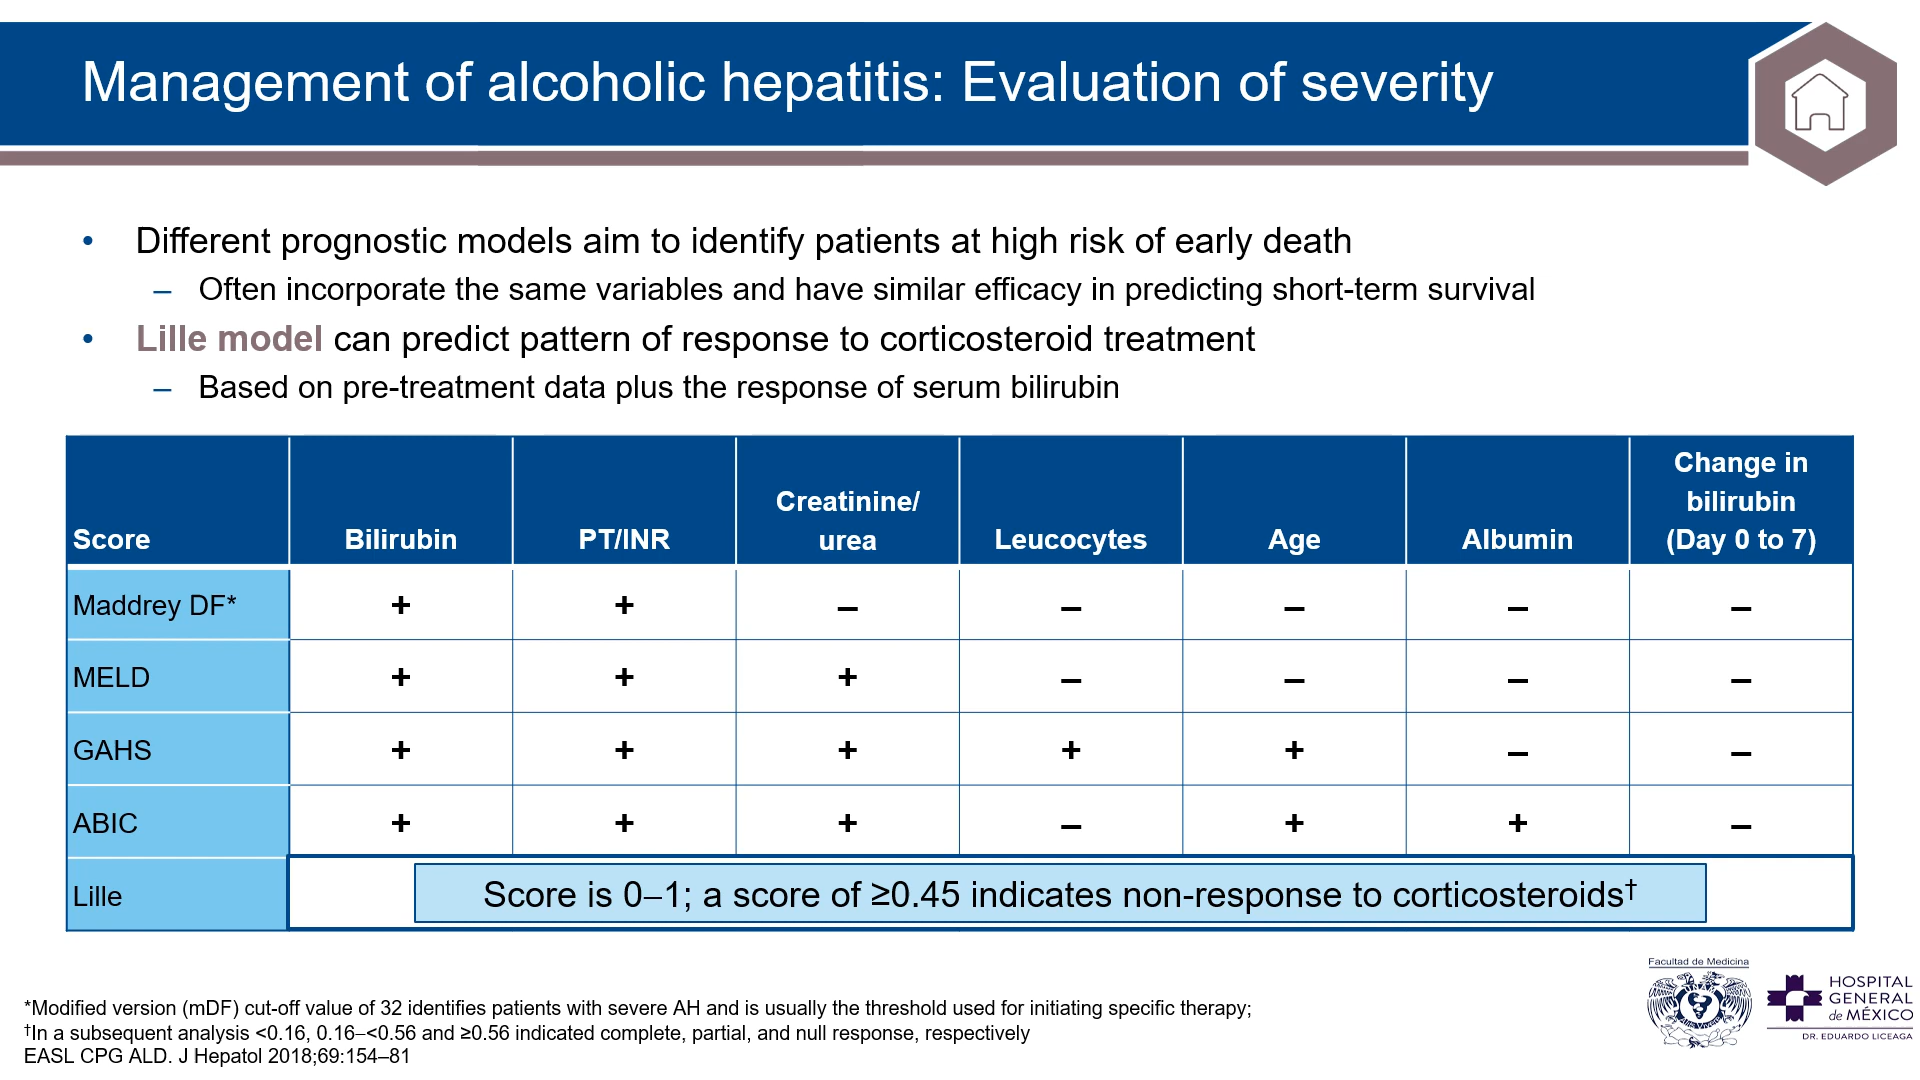 Management of alcoholic hepatitis: Evaluation of severity
• Different prognostic models aim to identify patients at high risk of early death
– Often incorporate the same variables and have similar efficacy in predicting short-term survival
• Lille model can predict pattern of response to corticosteroid treatment
– Based on pre-treatment data plus the response of serum bilirubin
Score Bilirubin PT/INR Creatinine/ urea Leucocytes Age Albumin Change in bilirubin (Day 0 to 7)
Maddrey DF* + + – – – – –
MELD + + + – – – –
GAHS + + + + + – –
ABIC + + + – + + –
Lille Score is 0–1; a score of ≥0.45 indicates non-response to corticosteroids†
*Modified version (mDF) cut-off value of 32 identifies patients with severe AH and is usually the threshold used for initiating specific therapy;
†In a subsequent analysis <0.16, 0.16–<0.56 and ≥0.56 indicated complete, partial, and null response, respectively
EASL CPG ALD. J Hepatol 2018;69:154–81
Facultad de Medicina
HOSPITAL
GENERAL
de MÉXICO
DR. EDUARDO LICEAGA